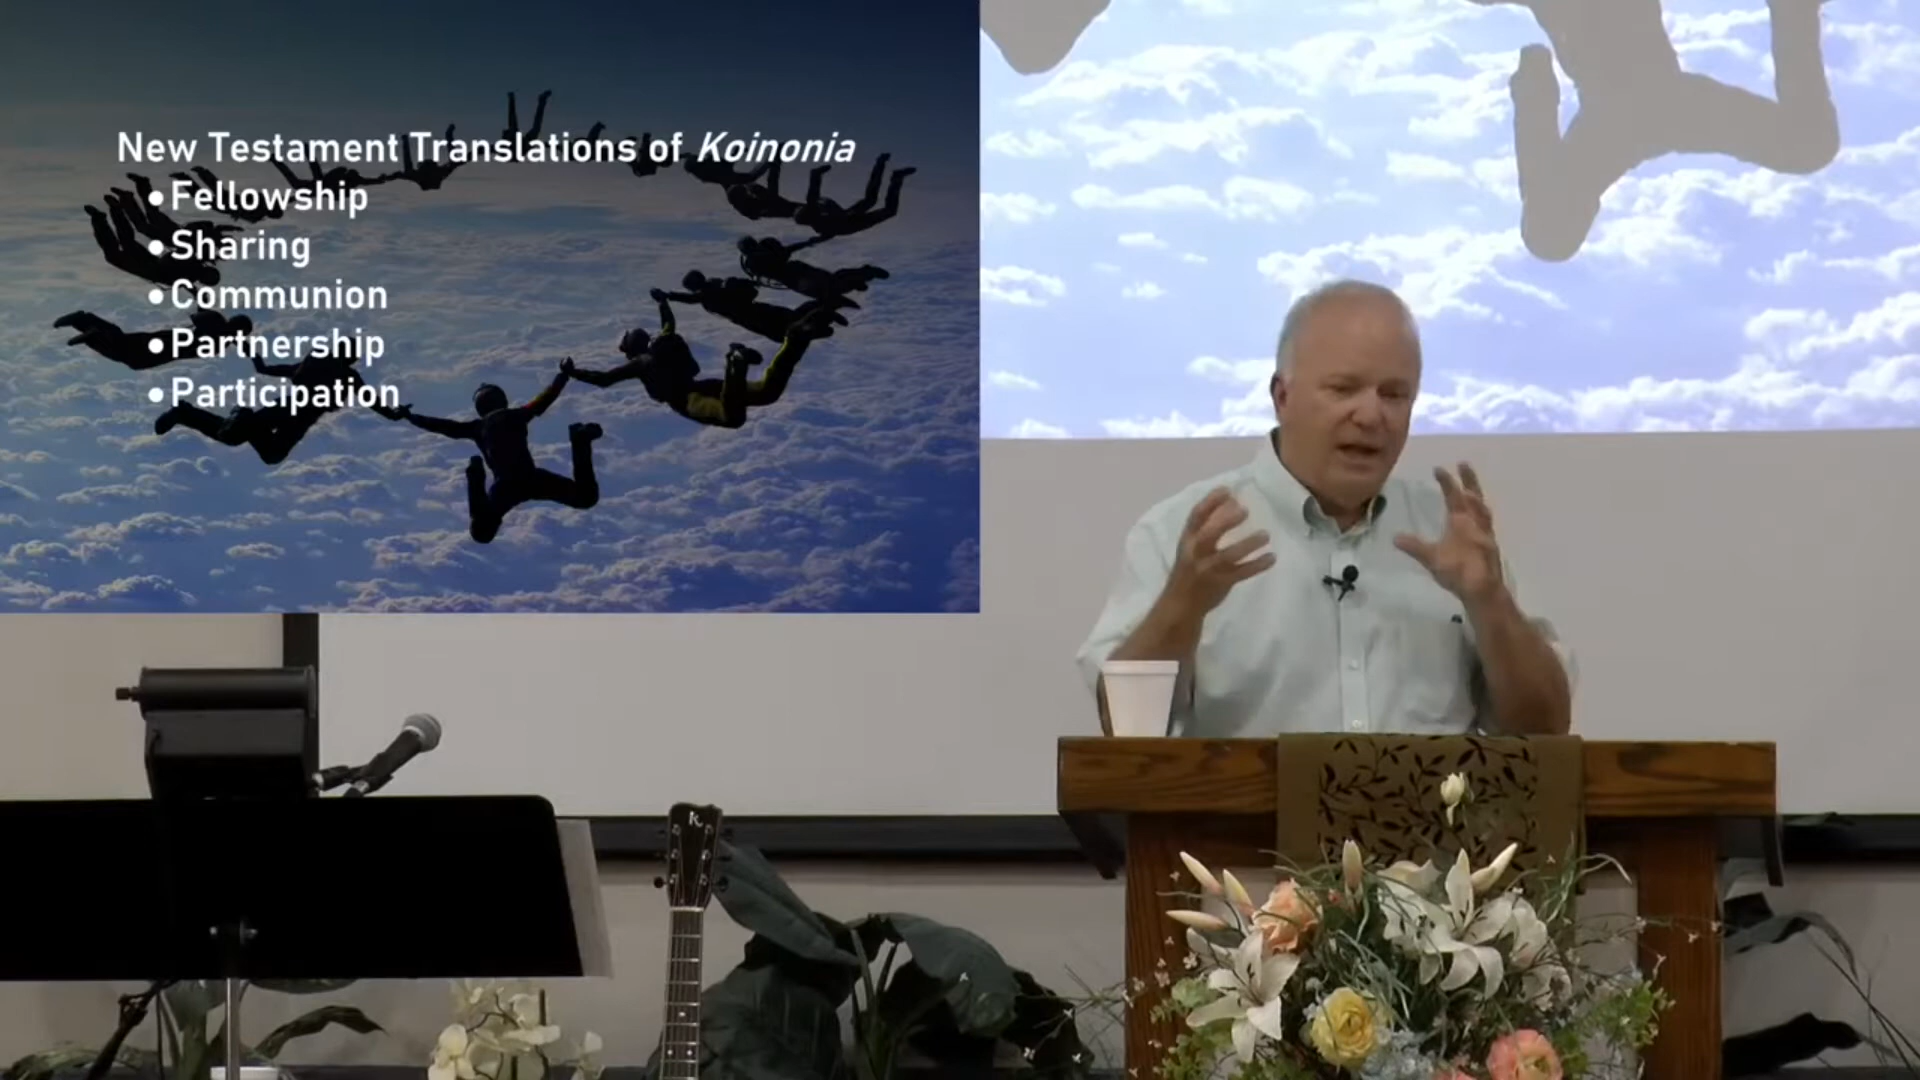 New Testament Translations of Koinonia
• Fellowship
• Sharing
• Communion
• Partnership
• Participation